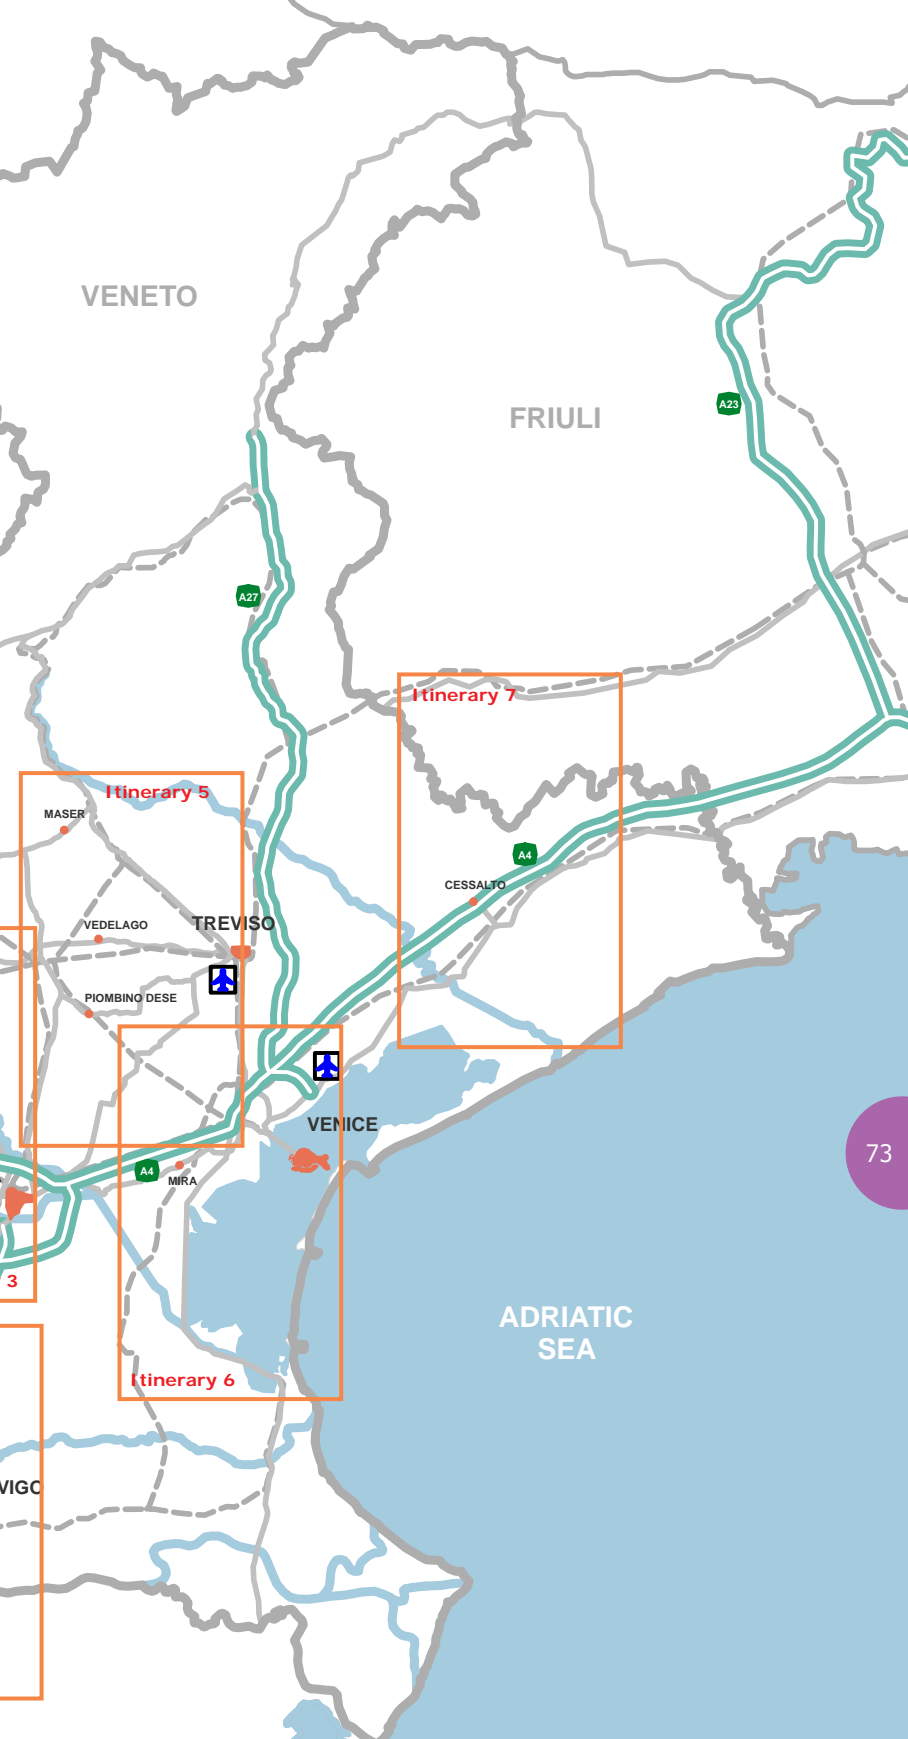 VENETO
FRIULI
A23
A27
Itinerary 7
Itinerary 5
MASER
A4
CESSALTO
VEDELAGO
TREVISO
PIOMBINO DESE
VENICE
73
A4
MIRA
3
ADRIATIC
SEA
Itinerary 6
VIGO